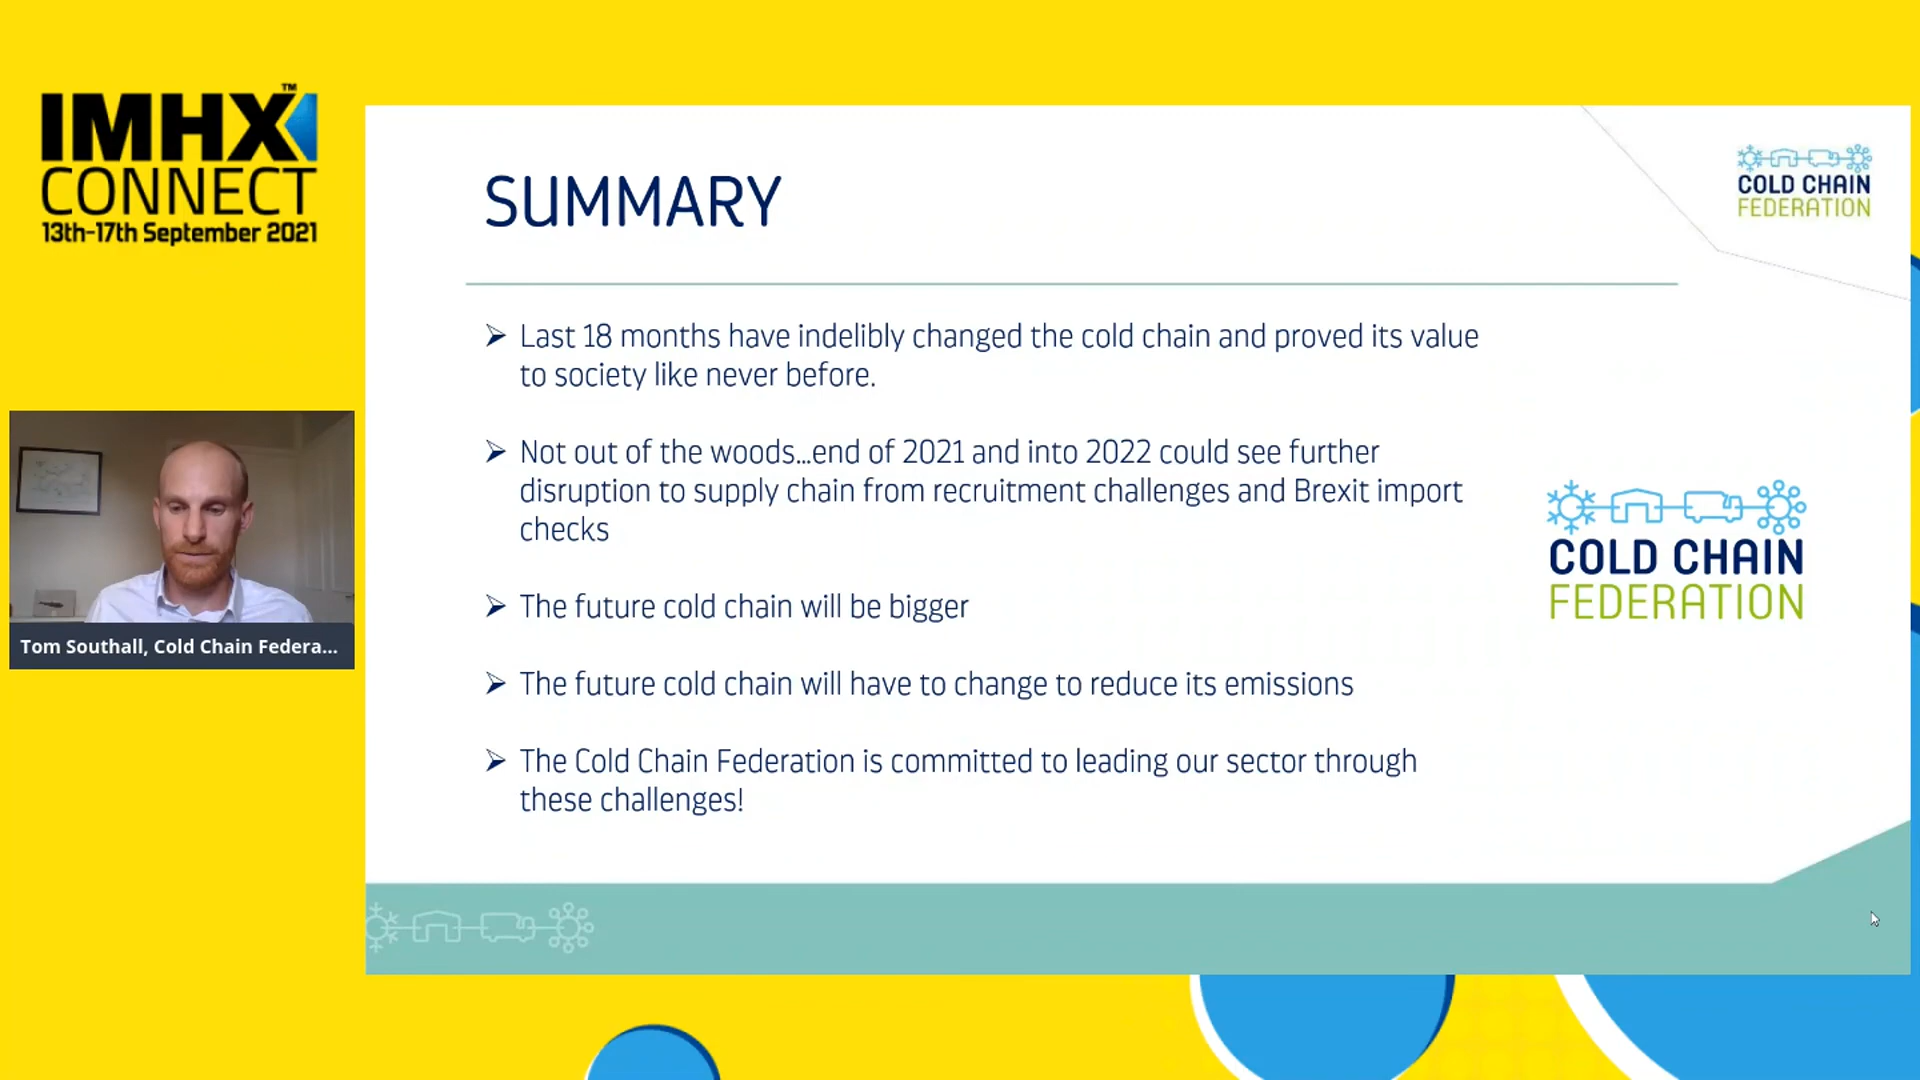 IMHX™
CONNECT
13th-17th September 2021
COLD CHAIN
FEDERATION
SUMMARY
➢ Last 18 months have indelibly changed the cold chain and proved its value
to society like never before.
➢ Not out of the woods...end of 2021 and into 2022 could see further
disruption to supply chain from recruitment challenges and Brexit import
checks
➢ The future cold chain will be bigger
➢ The future cold chain will have to change to reduce its emissions
➢ The Cold Chain Federation is committed to leading our sector through
these challenges!
COLD CHAIN
FEDERATION
Tom Southall, Cold Chain Federa...